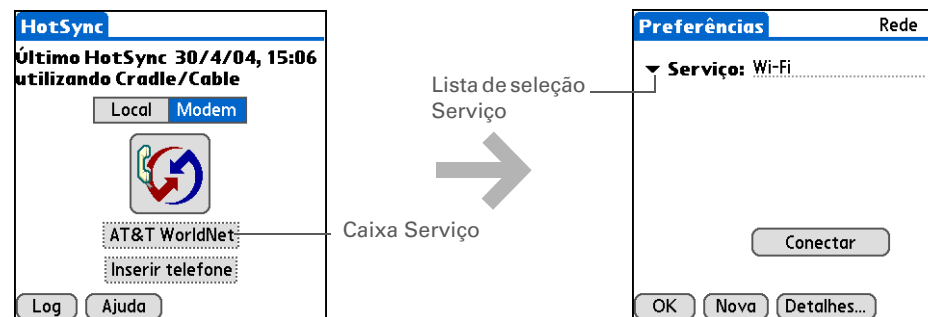 HotSync
Último HotSync 30/4/04, 15:06
utilizando Cradle/Cable
Local Modem
AT&T WorldNet
Inserir telefone
Log Ajuda
Lista de seleção
Serviço
Caixa Serviço
Preferências Rede
Serviço: Wi-Fi
Conectar
OK Nova Detalhes...